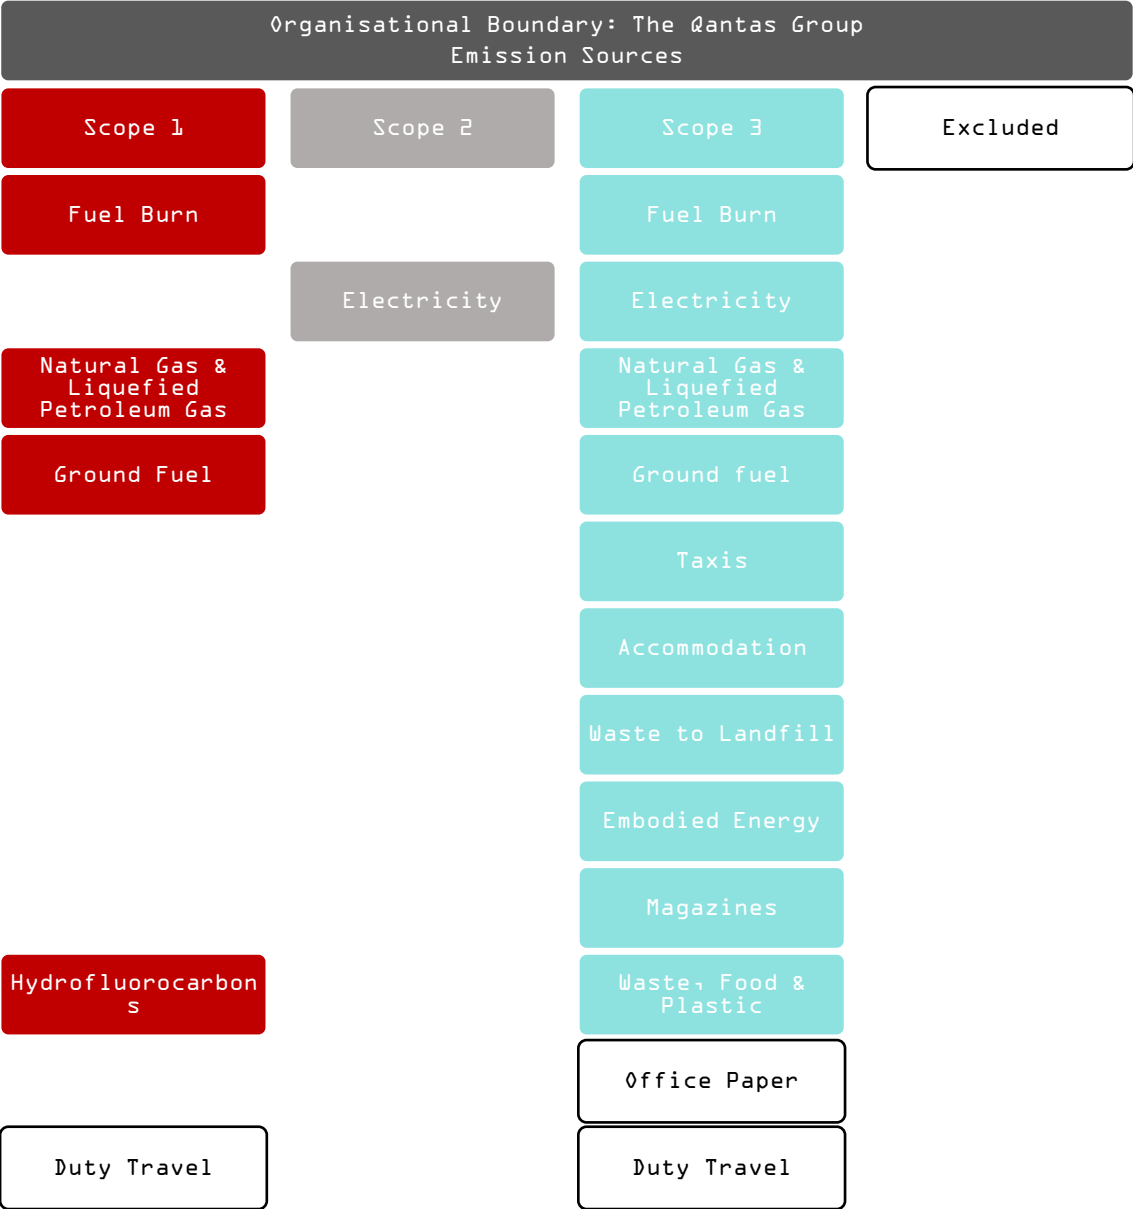 Organisational Boundary: The Qantas Group
Emission Sources
Scope 1
Scope 2
Scope 3
Excluded
Fuel Burn
Fuel Burn
Electricity
Electricity
Natural Gas &
Liquefied
Petroleum Gas
Natural Gas &
Liquefied
Petroleum Gas
Ground Fuel
Ground fuel
Taxis
Accommodation
Waste to Landfill
Embodied Energy
Magazines
Hydrofluorocarbon
s
Waste, Food &
Plastic
Office Paper
Duty Travel
Duty Travel